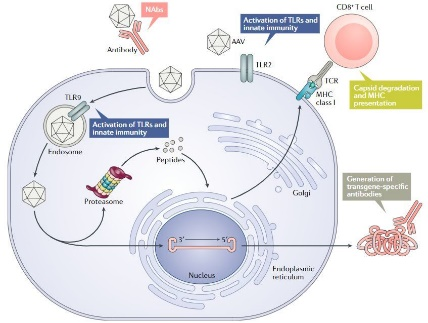 NAbs
Antibody
AAV
Activation of TLRs and
innate immunity
TLR2
CD8⁺ T cell
TCR
MHC
class I
Capsid degradation
and MHC
presentation
TLR9
Activation of TLRs and
innate immunity
Endosome
Peptides
Proteasome
Golgi
Generation of
transgene-specific
antibodies
3′
5′
Nucleus
Endoplasmic
reticulum